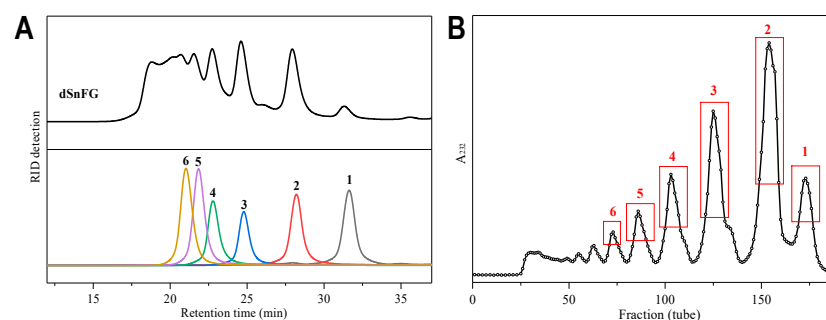 A
dSnFG
RID detection
6 5 4 3 2 1
15 20 25 30 35
Retention time (min)
B
A232
2
3
1
4
5
6
0 50 100 150
Fraction (tube)